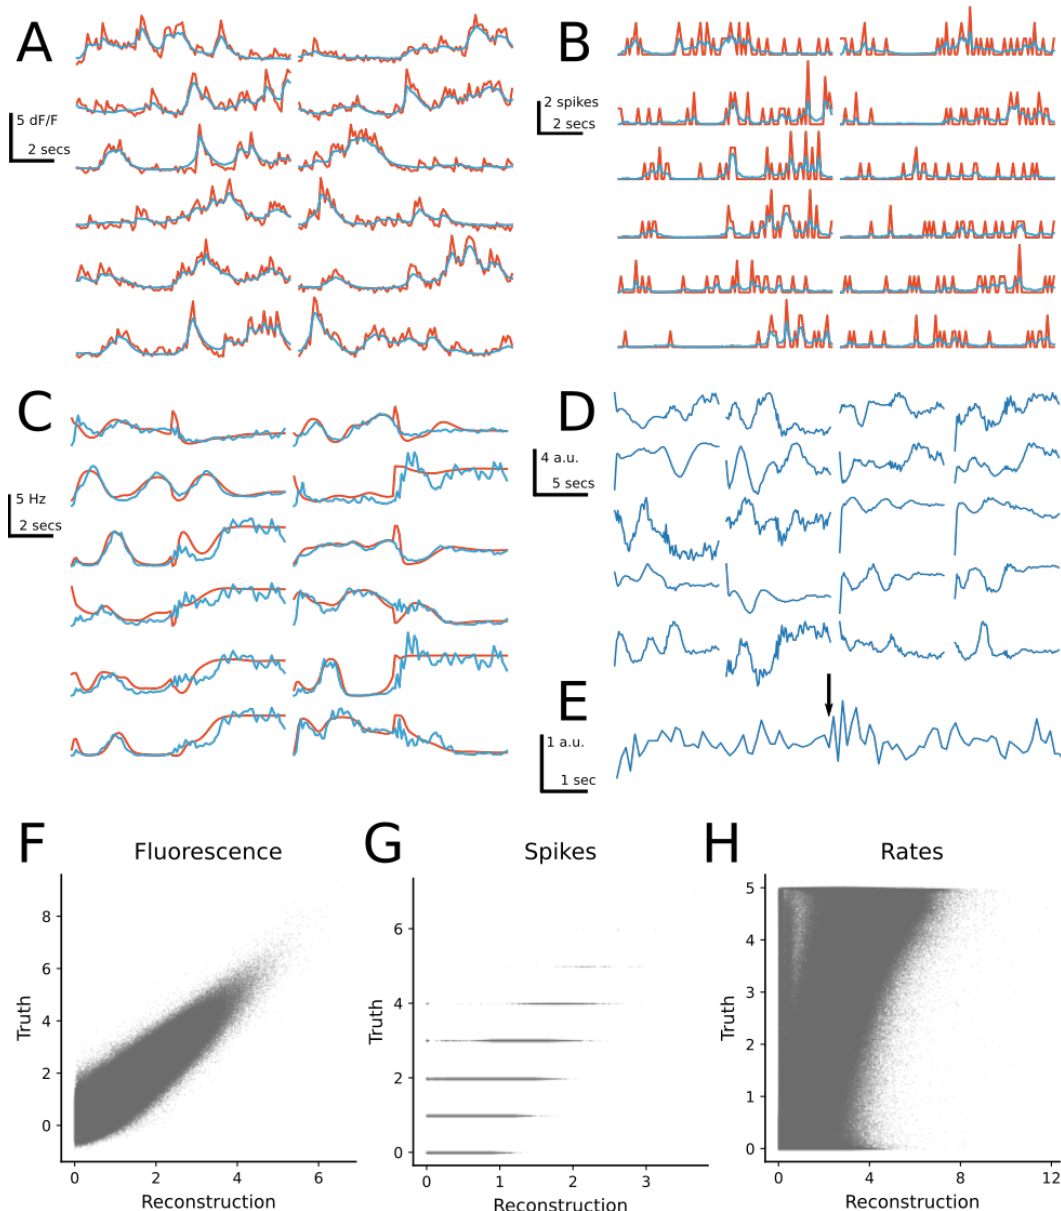 A
5 dF/F
2 secs
B
2 spikes
2 secs
C
5 Hz
2 secs
D
4 a.u.
5 secs
E
1 a.u.
1 sec
F
Fluorescence
Truth
8
6
4
2
0
0
2
4
6
Reconstruction
G
Spikes
Truth
6
4
2
0
0
1
2
3
Reconstruction
H
Rates
Truth
5
4
3
2
1
0
0
4
8
12
Reconstruction